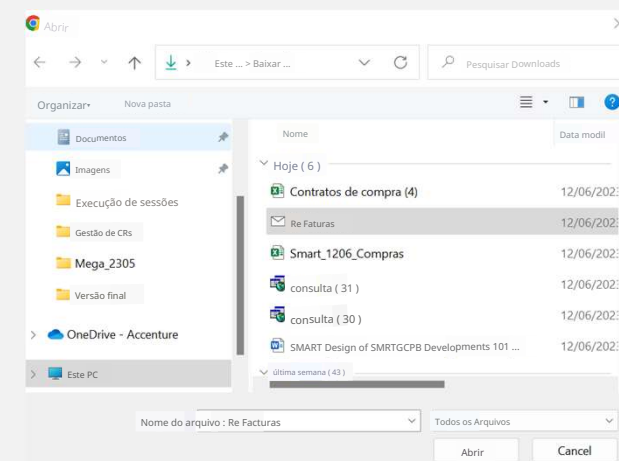 Abrir
Este ... > Baixar ...
Pesquisar Downloads
Organizar
Nova pasta
Documentos
Imagens
Execução de sessões
Gestão de CRs
Mega_2305
Versão final
OneDrive - Accenture
Este PC
Nome
Data modil
Hoje ( 6 )
Contratos de compra (4)
12/06/2023
Re Faturas
12/06/2023
Smart_1206_Compras
12/06/2023
consulta ( 31 )
12/06/2023
consulta ( 30 )
12/06/2023
SMART Design of SMRTGCPB Developments 101 ...
12/06/2023
última semana ( 43 )
Nome do arquivo : Re Facturas
Todos os Arquivos
Abrir
Cancel